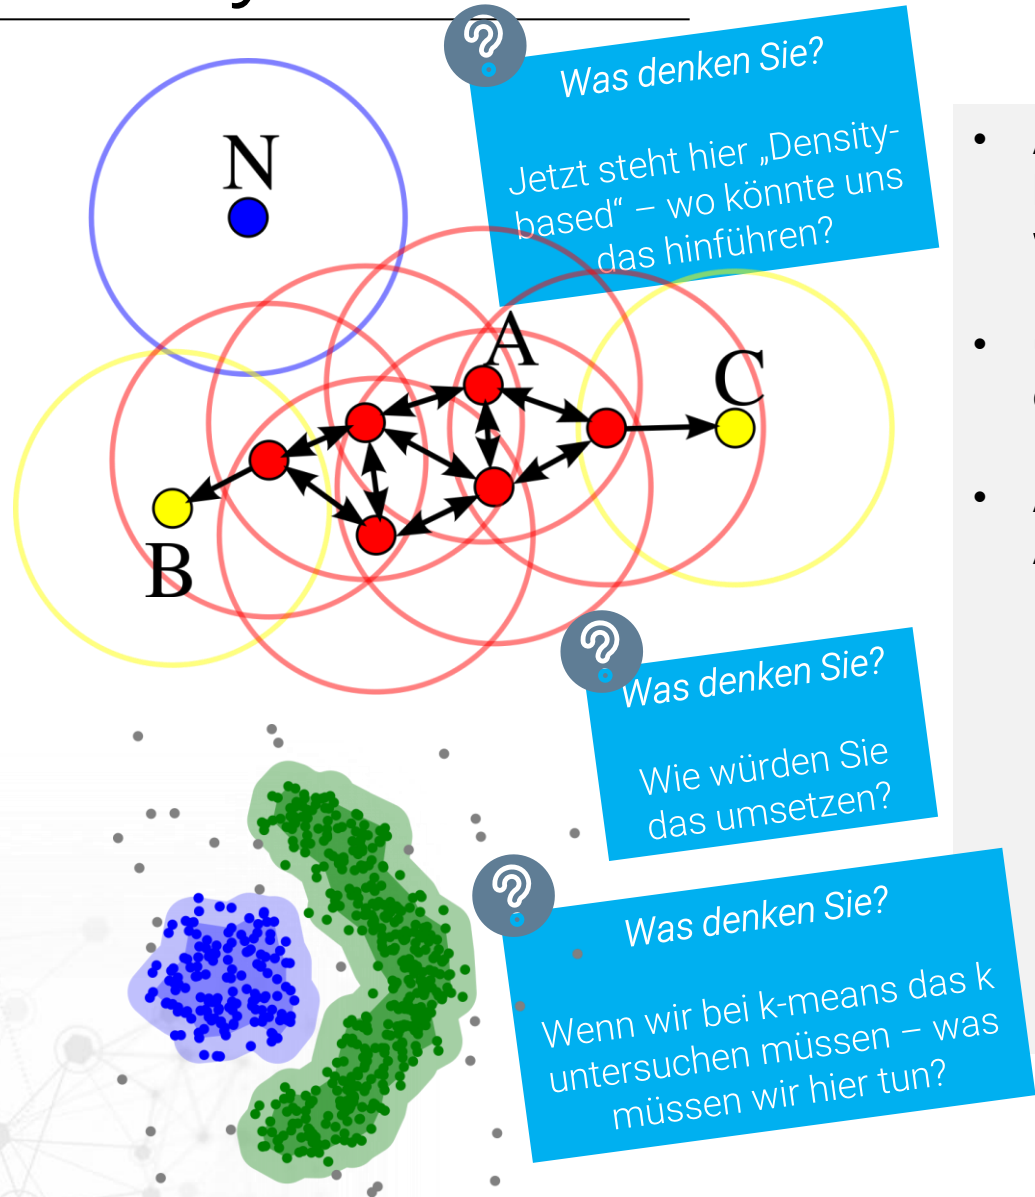 Was denken Sie?
Jetzt steht hier „Density-
based“ – wo könnte uns
das hinführen?
N
A
C
B
Was denken Sie?
Wie würden Sie
das umsetzen?
Was denken Sie?
Wenn wir bei k-means das k
untersuchen müssen – was
müssen wir hier tun?